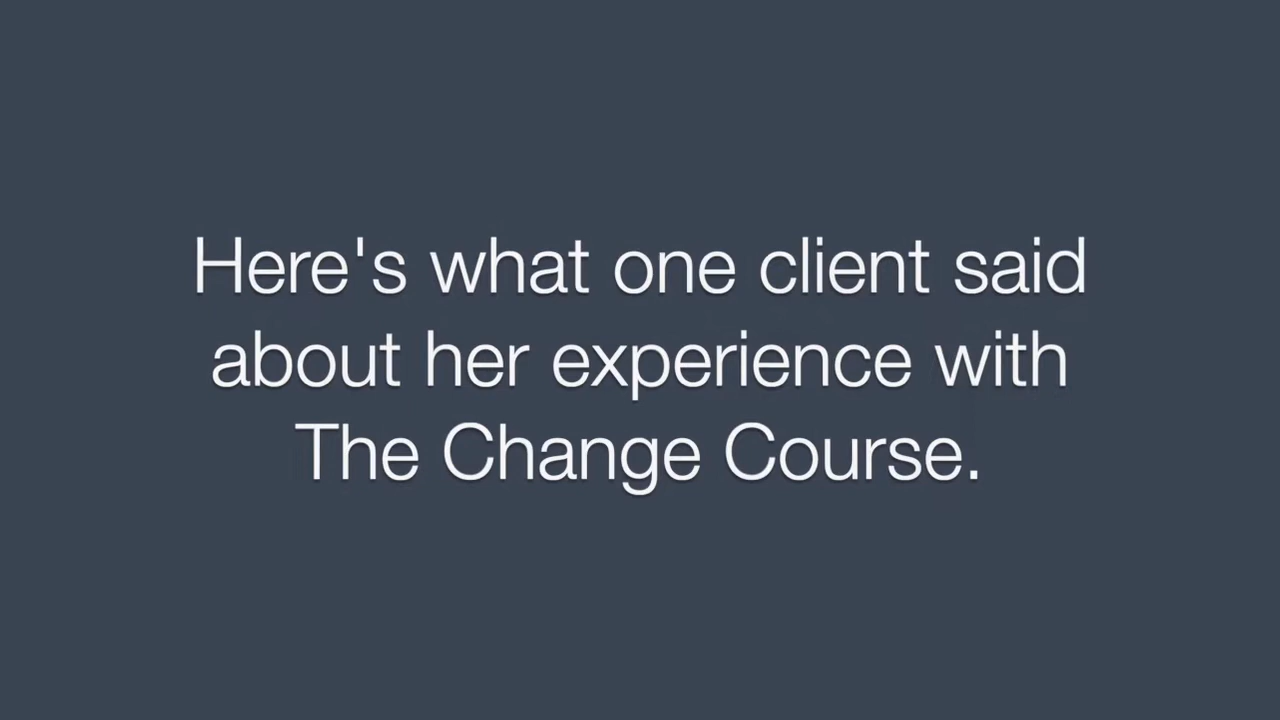 Here's what one client said
about her experience with
The Change Course.